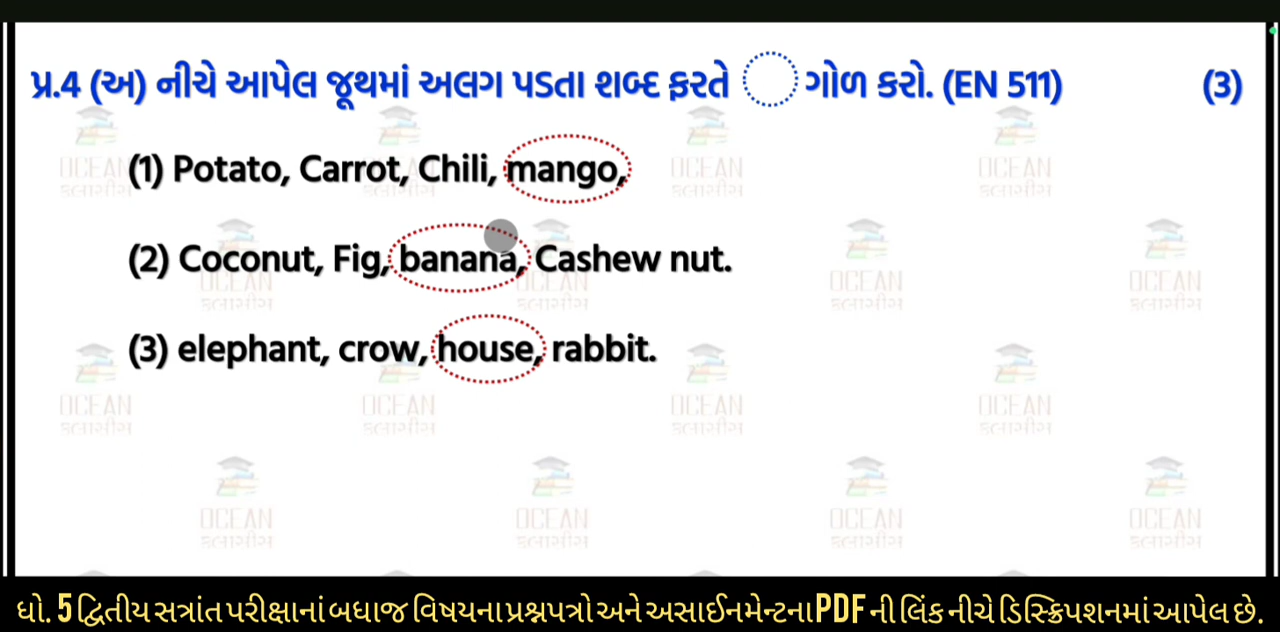 પ્ર.4 (અ) નીચે આપેલ જૂથમાં અલગ પડતા શબ્દ ફરતે ગોળ કરો. (EN 511) (3)
(1) Potato, Carrot, Chili, mango,
(2) Coconut, Fig, banana, Cashew nut.
(3) elephant, crow, house, rabbit.
OCEAN
ક્લાસીસ
ધો. 5 દ્વિતીય સત્રાંત પરીક્ષાનાં બધાજ વિષયના પ્રશ્નપત્રો અને અસાઈનમેન્ટના PDF ની લિંક નીચે ડિસ્ક્રિપશનમાં આપેલ છે.